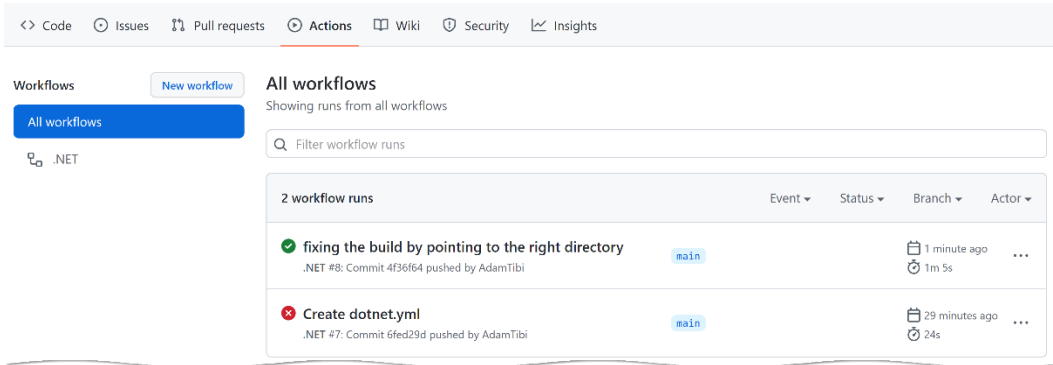 Code Issues Pull requests Actions Wiki Security Insights
Workflows New workflow
All workflows
.NET
All workflows
Showing runs from all workflows
Filter workflow runs
2 workflow runs Event Status Branch Actor
fixing the build by pointing to the right directory
.NET #8: Commit 4f36f64 pushed by AdamTibi
main
1 minute ago
1m 5s
Create dotnet.yml
.NET #7: Commit 6fed29d pushed by AdamTibi
main
29 minutes ago
24s